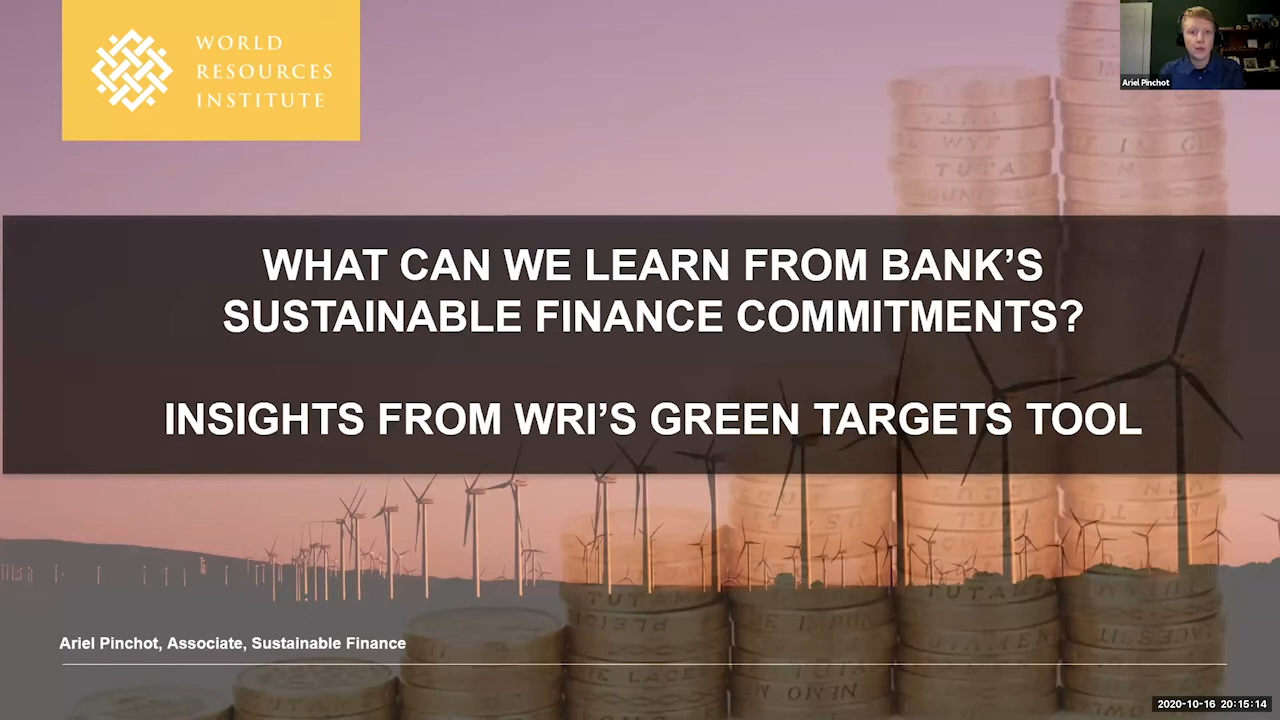 WORLD
RESOURCES
INSTITUTE
Ariel Pinchot
WHAT CAN WE LEARN FROM BANK’S
SUSTAINABLE FINANCE COMMITMENTS?
INSIGHTS FROM WRI’S GREEN TARGETS TOOL
Ariel Pinchot, Associate, Sustainable Finance
2020-10-16 20:15:14